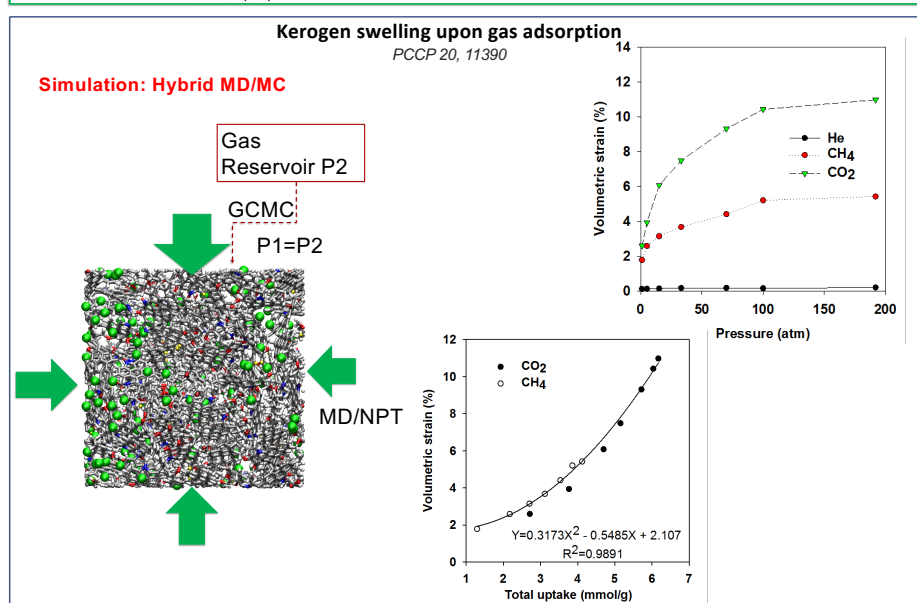 Kerogen swelling upon gas adsorption
PCCP 20, 11390
Simulation: Hybrid MD/MC
Gas
Reservoir P2
GCMC
P1=P2
MD/NPT
Volumetric strain (%)
14
12
10
8
6
4
2
0
He
CH4
CO2
0 50 100 150 200
Pressure (atm)
Volumetric strain (%)
12
10
8
6
4
2
0
CO2
CH4
Y=0.3173X² - 0.5485X + 2.107
R²=0.9891
1 2 3 4 5 6 7
Total uptake (mmol/g)